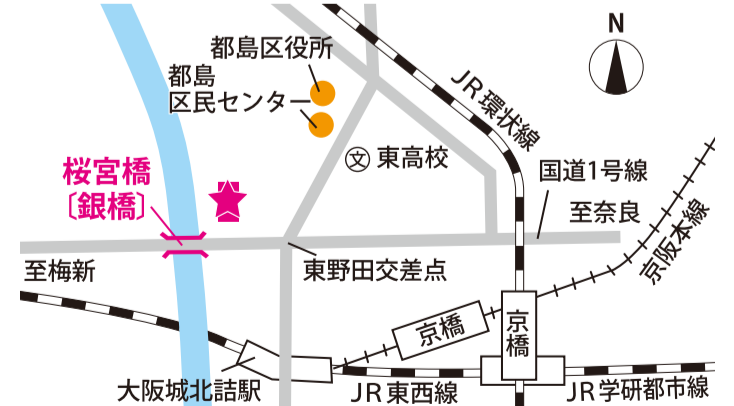 N
都島区役所
都島
区民センター
JR環状線
文 東高校
桜宮橋
〔銀橋〕
国道1号線
至奈良
京阪本線
至梅新
東野田交差点
京橋
京橋
大阪城北詰駅
JR東西線
JR学研都市線